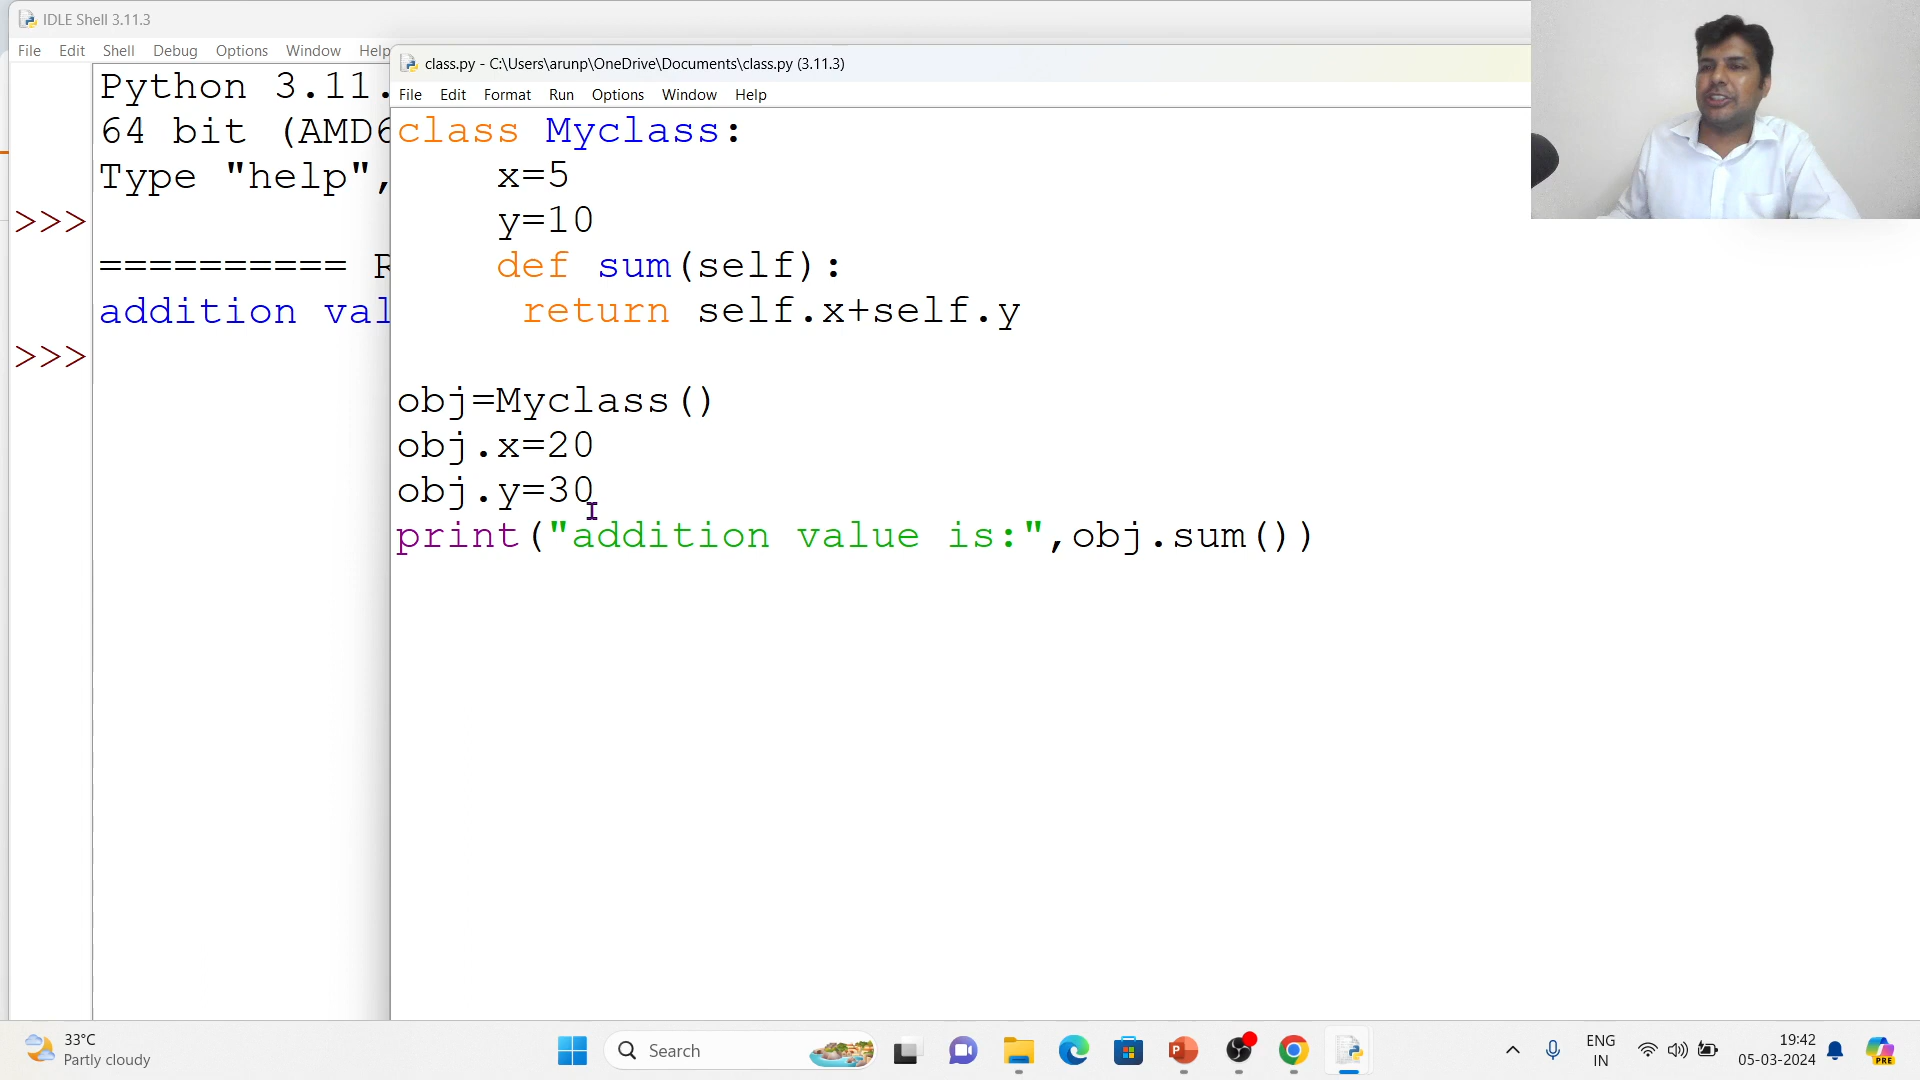 IDLE Shell 3.11.3
File Edit Shell Debug Options Window Help
Python 3.11.
64 bit (AMD6
Type "help",
>>>
========== R
addition val
>>>
class.py - C:\Users\arunp\OneDrive\Documents\class.py (3.11.3)
File Edit Format Run Options Window Help
class Myclass:
    x=5
    y=10
    def sum(self):
     return self.x+self.y
obj=Myclass()
obj.x=20
obj.y=30
print("addition value is:",obj.sum())
33°C
Partly cloudy
Search
ENG
IN
19:42
05-03-2024
PRE